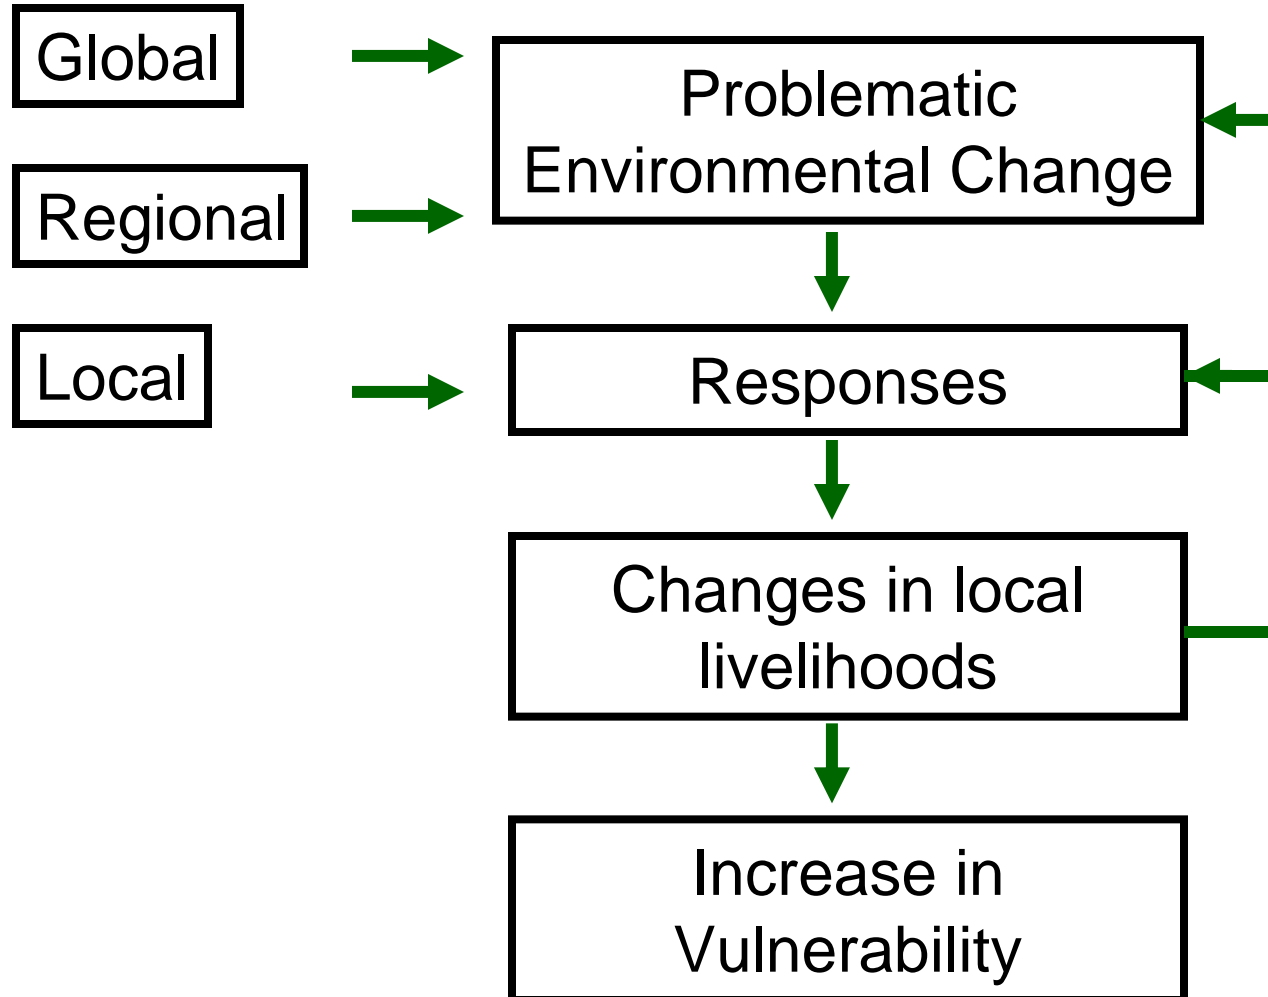 Global
Regional
Local
Problematic
Environmental Change
Responses
Changes in local
livelihoods
Increase in
Vulnerability